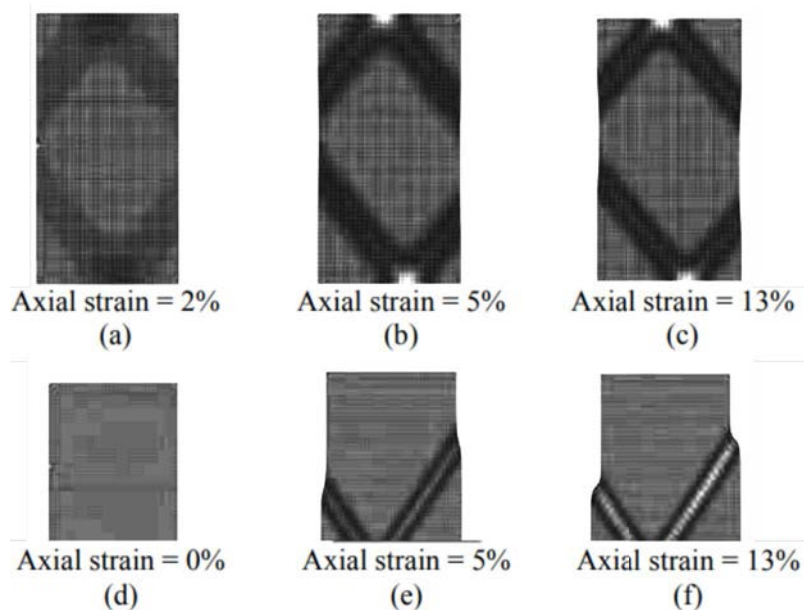 Axial strain = 2% Axial strain = 5% Axial strain = 13%
(a) (b) (c)
Axial strain = 0% Axial strain = 5% Axial strain = 13%
(d) (e) (f)